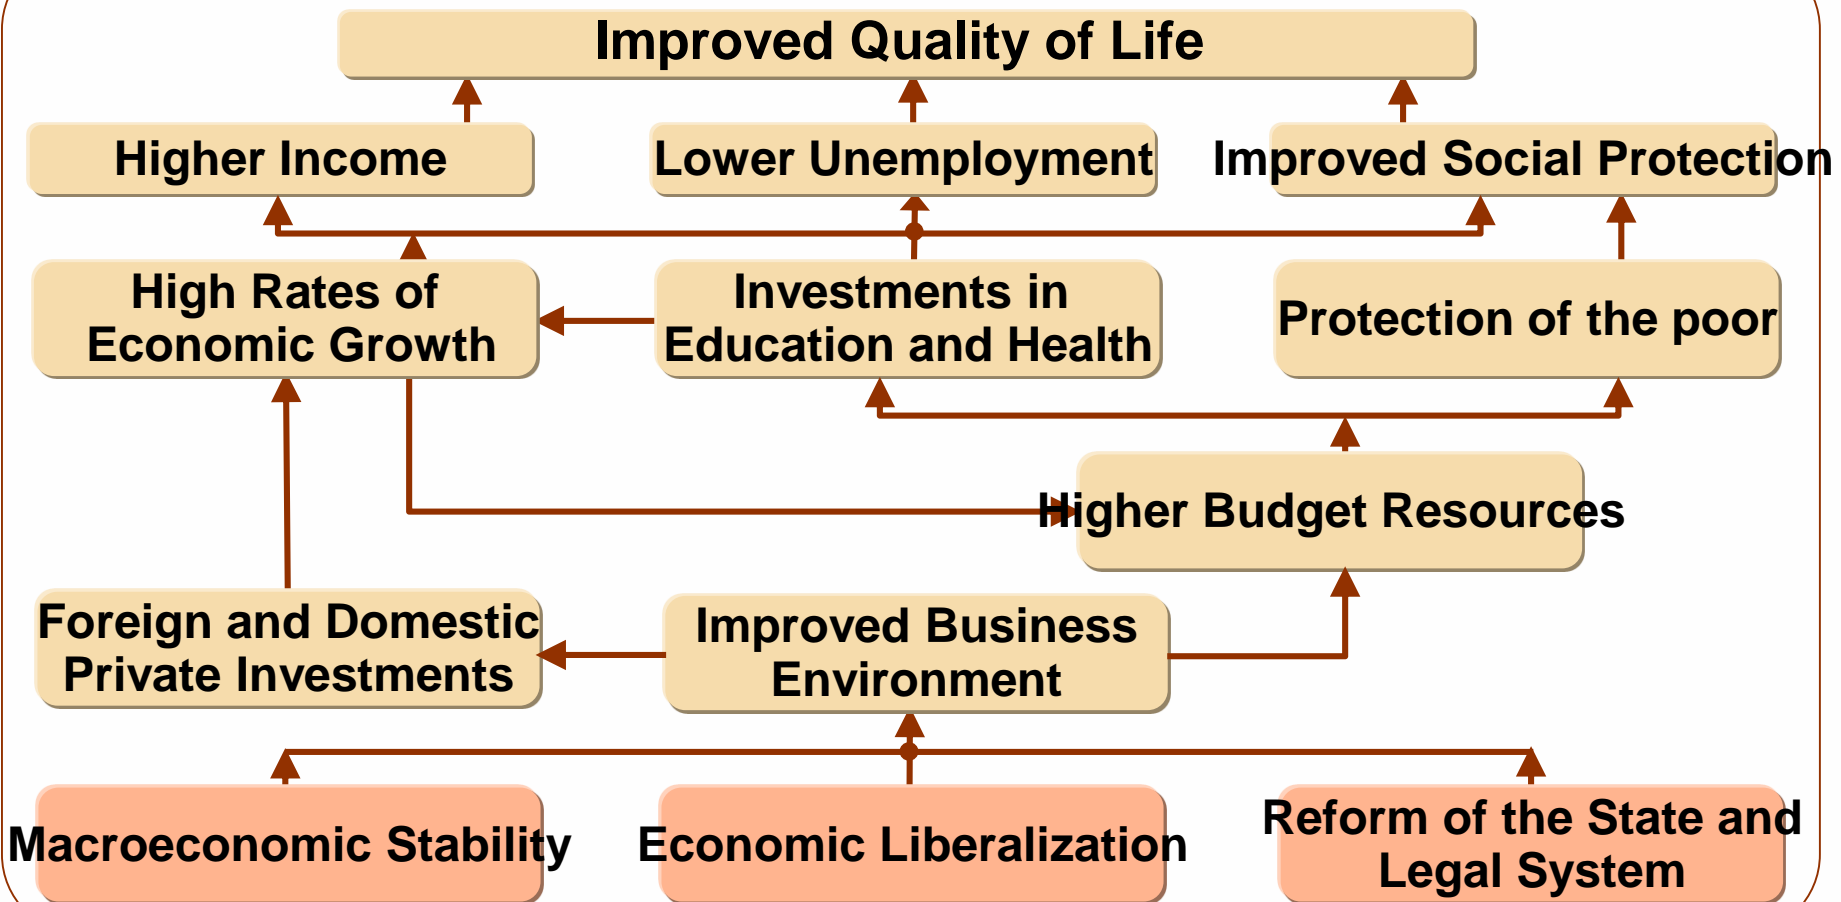 Improved Quality of Life
Higher Income
Lower Unemployment
Improved Social Protection
High Rates of
Economic Growth
Investments in
Education and Health
Protection of the poor
Higher Budget Resources
Foreign and Domestic
Private Investments
Improved Business
Environment
Macroeconomic Stability
Economic Liberalization
Reform of the State and
Legal System